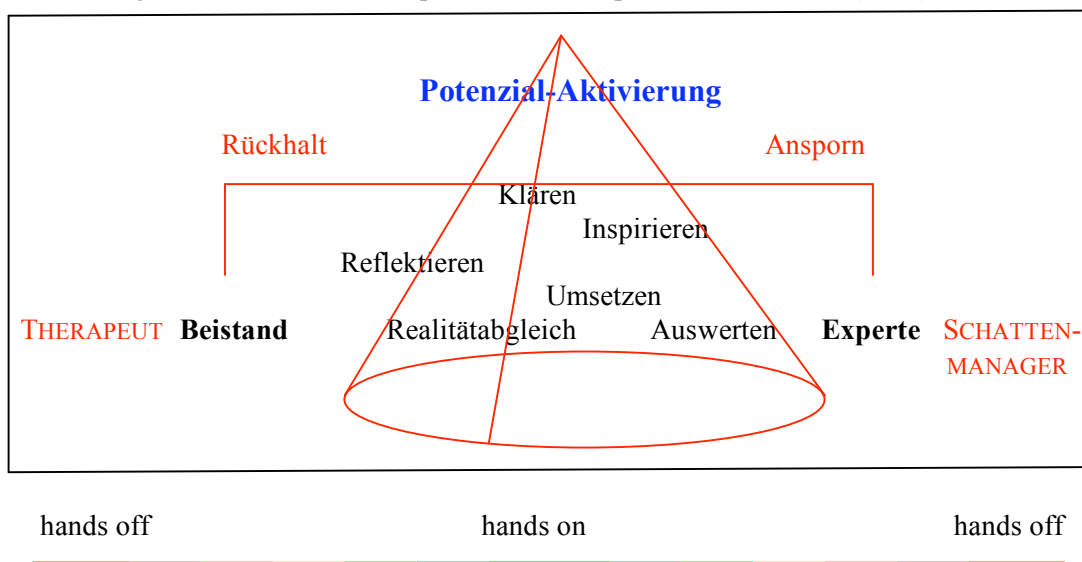 Potenzial-Aktivierung
Rückhalt Ansporn
Klären
Inspirieren
Reflektieren
Umsetzen
THERAPEUT Beistand Realitätabgleich Auswerten Experte SCHATTEN-
MANAGER
hands off hands on hands off